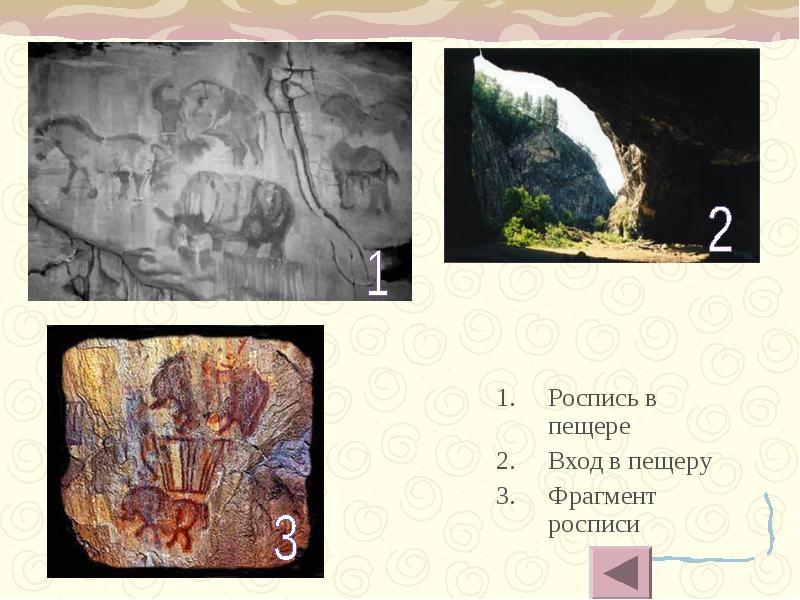 1
2
3
1. Роспись в
пещере
2. Вход в пещеру
3. Фрагмент
росписи